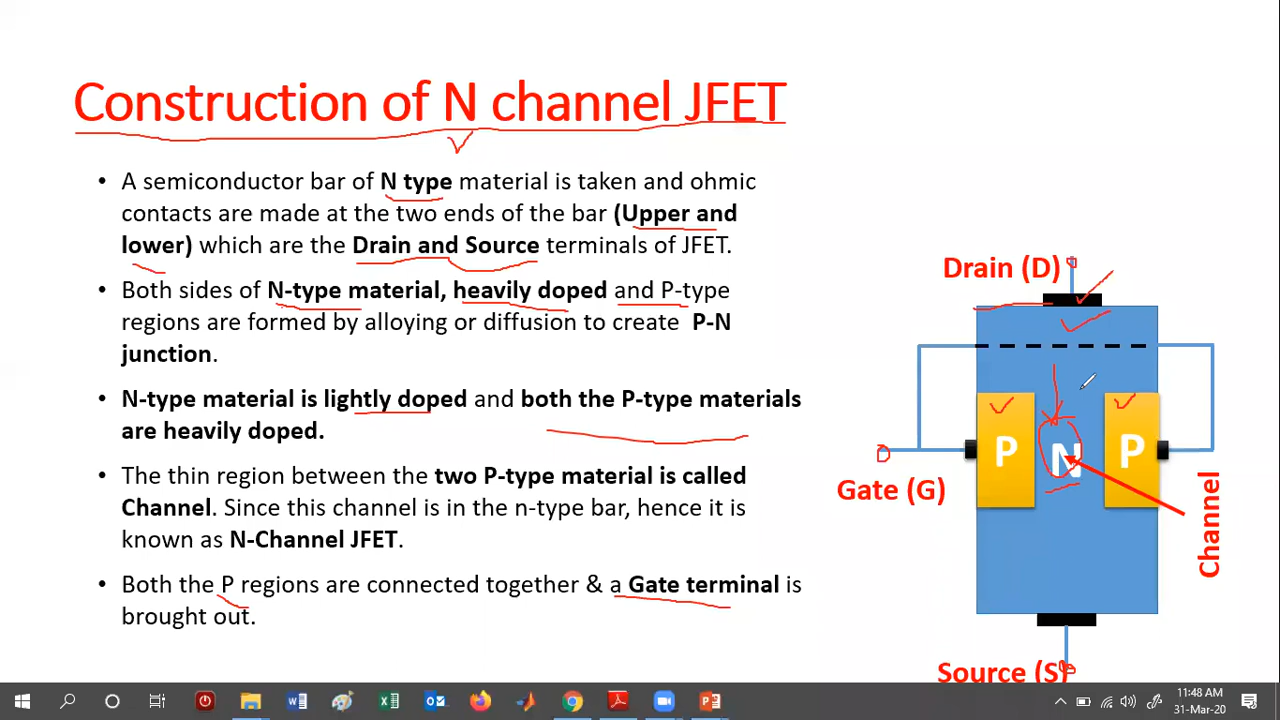 Construction of N channel JFET
• A semiconductor bar of N type material is taken and ohmic
contacts are made at the two ends of the bar (Upper and
lower) which are the Drain and Source terminals of JFET.
• Both sides of N-type material, heavily doped and P-type
regions are formed by alloying or diffusion to create P-N
junction.
• N-type material is lightly doped and both the P-type materials
are heavily doped.
• The thin region between the two P-type material is called
Channel. Since this channel is in the n-type bar, hence it is
known as N-Channel JFET.
• Both the P regions are connected together & a Gate terminal is
brought out.
Drain (D)
P
N
P
Gate (G)
Channel
Source (S)
11:48 AM
31-Mar-20